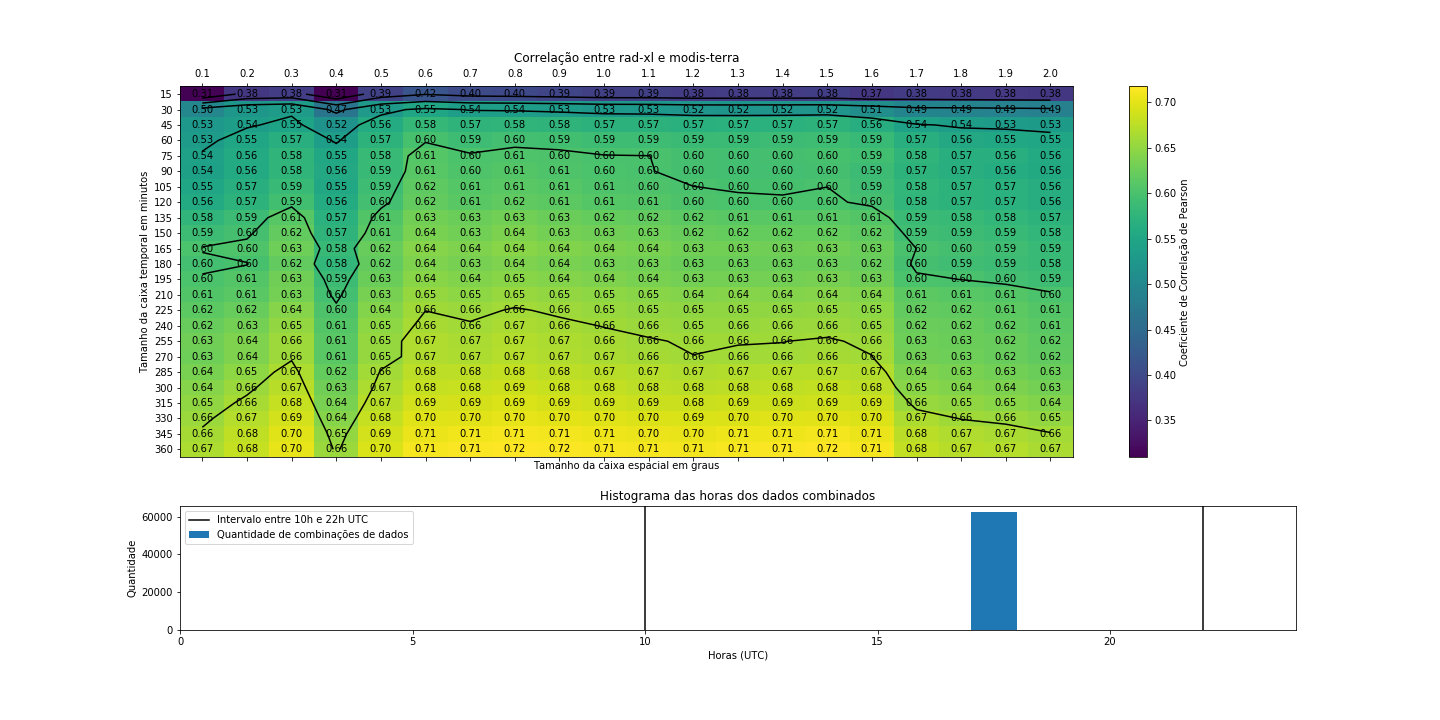 Correlação entre rad-xl e modis-terra
0.1 0.2 0.3 0.4 0.5 0.6 0.7 0.8 0.9 1.0 1.1 1.2 1.3 1.4 1.5 1.6 1.7 1.8 1.9 2.0
15 0.31 0.38 0.38 0.31 0.39 0.42 0.40 0.40 0.39 0.39 0.39 0.38 0.38 0.38 0.38 0.37 0.38 0.38 0.38 0.38
30 0.50 0.53 0.53 0.47 0.53 0.55 0.54 0.54 0.53 0.53 0.53 0.52 0.52 0.52 0.52 0.51 0.49 0.49 0.49 0.49
45 0.53 0.54 0.55 0.52 0.56 0.58 0.57 0.58 0.58 0.57 0.57 0.57 0.57 0.57 0.57 0.56 0.54 0.54 0.53 0.53
60 0.53 0.55 0.57 0.54 0.57 0.60 0.59 0.60 0.59 0.59 0.59 0.59 0.59 0.59 0.59 0.58 0.57 0.56 0.55 0.55
75 0.54 0.56 0.58 0.55 0.58 0.61 0.60 0.61 0.60 0.60 0.60 0.60 0.60 0.60 0.60 0.59 0.58 0.57 0.56 0.56
90 0.54 0.56 0.58 0.56 0.59 0.61 0.60 0.61 0.61 0.60 0.60 0.60 0.60 0.60 0.60 0.59 0.58 0.57 0.56 0.56
105 0.55 0.57 0.59 0.55 0.59 0.62 0.61 0.61 0.61 0.61 0.60 0.60 0.60 0.60 0.60 0.59 0.58 0.57 0.57 0.56
120 0.56 0.57 0.59 0.56 0.60 0.62 0.61 0.62 0.62 0.61 0.61 0.61 0.60 0.60 0.60 0.60 0.59 0.57 0.57 0.56
135 0.58 0.59 0.61 0.57 0.61 0.63 0.63 0.63 0.63 0.62 0.62 0.62 0.61 0.61 0.61 0.61 0.59 0.58 0.58 0.57
150 0.59 0.60 0.62 0.57 0.61 0.63 0.64 0.63 0.63 0.63 0.63 0.62 0.62 0.62 0.62 0.62 0.59 0.59 0.59 0.58
165 0.60 0.60 0.63 0.58 0.62 0.64 0.64 0.64 0.64 0.64 0.64 0.63 0.63 0.63 0.63 0.63 0.60 0.60 0.59 0.59
180 0.60 0.60 0.62 0.58 0.62 0.64 0.63 0.64 0.64 0.64 0.63 0.63 0.63 0.63 0.63 0.62 0.60 0.59 0.59 0.58
195 0.60 0.61 0.63 0.59 0.63 0.64 0.64 0.65 0.64 0.64 0.64 0.63 0.63 0.63 0.63 0.63 0.60 0.60 0.60 0.59
210 0.61 0.61 0.63 0.60 0.63 0.65 0.65 0.65 0.65 0.65 0.65 0.64 0.64 0.64 0.64 0.64 0.61 0.61 0.61 0.60
225 0.62 0.62 0.64 0.60 0.64 0.66 0.65 0.66 0.66 0.65 0.65 0.65 0.65 0.65 0.65 0.65 0.62 0.62 0.61 0.61
240 0.62 0.63 0.65 0.61 0.65 0.66 0.66 0.67 0.66 0.66 0.66 0.65 0.65 0.65 0.65 0.65 0.62 0.62 0.62 0.61
255 0.63 0.64 0.66 0.61 0.65 0.67 0.67 0.67 0.67 0.66 0.66 0.66 0.66 0.66 0.66 0.65 0.63 0.63 0.62 0.62
270 0.63 0.64 0.66 0.61 0.65 0.67 0.67 0.67 0.67 0.67 0.66 0.66 0.66 0.66 0.66 0.66 0.63 0.63 0.62 0.62
285 0.64 0.65 0.67 0.62 0.66 0.68 0.68 0.68 0.68 0.67 0.67 0.67 0.67 0.67 0.67 0.67 0.64 0.63 0.63 0.63
300 0.64 0.66 0.67 0.63 0.67 0.68 0.68 0.69 0.68 0.68 0.68 0.68 0.68 0.68 0.68 0.67 0.65 0.64 0.64 0.63
315 0.65 0.66 0.68 0.64 0.67 0.69 0.69 0.69 0.69 0.69 0.69 0.68 0.69 0.69 0.69 0.69 0.66 0.65 0.65 0.64
330 0.66 0.67 0.69 0.64 0.68 0.70 0.70 0.70 0.70 0.70 0.70 0.69 0.70 0.70 0.70 0.70 0.67 0.66 0.66 0.65
345 0.66 0.68 0.70 0.65 0.69 0.71 0.71 0.71 0.71 0.71 0.70 0.70 0.71 0.71 0.71 0.71 0.68 0.67 0.67 0.66
360 0.67 0.68 0.70 0.66 0.70 0.71 0.71 0.72 0.72 0.71 0.71 0.71 0.71 0.71 0.72 0.71 0.68 0.67 0.67 0.67
Tamanho da caixa temporal em minutos
Tamanho da caixa espacial em graus
0.70
0.65
0.60
0.55
0.50
0.45
0.40
0.35
Coeficiente de Correlação de Pearson
Histograma das horas dos dados combinados
Intervalo entre 10h e 22h UTC
Quantidade de combinações de dados
60000
40000
20000
0
Quantidade
0 5 10 15 20
Horas (UTC)